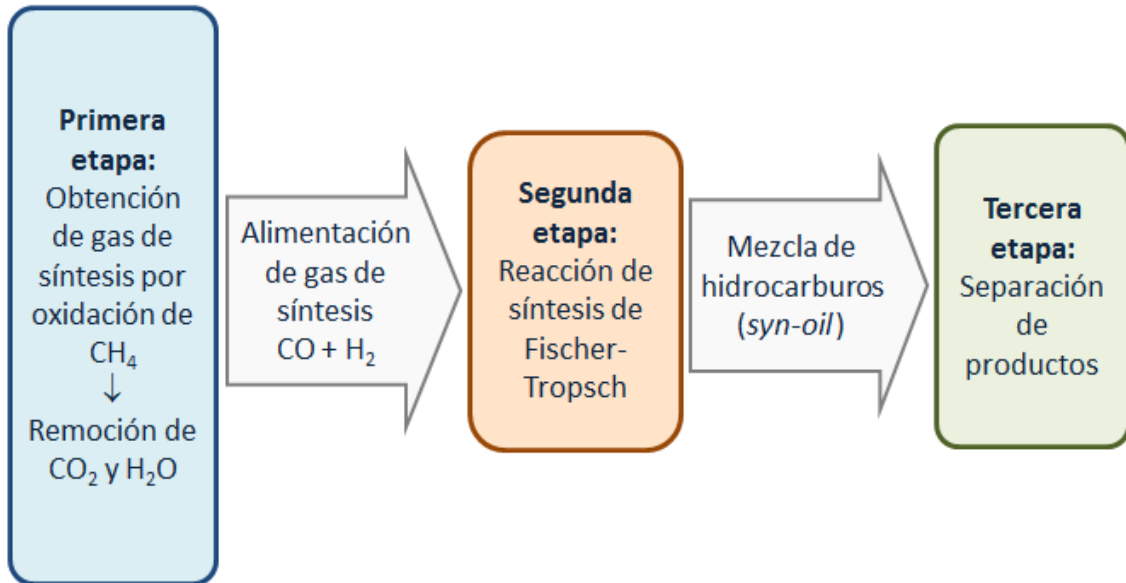 Primera
etapa:
Obtención
de gas de
síntesis por
oxidación de
CH₄
↓
Remoción de
CO₂ y H₂O
Alimentación
de gas de
síntesis
CO + H₂
Segunda
etapa:
Reacción de
síntesis de
Fischer-
Tropsch
Mezcla de
hidrocarburos
(syn-oil)
Tercera
etapa:
Separación
de
productos